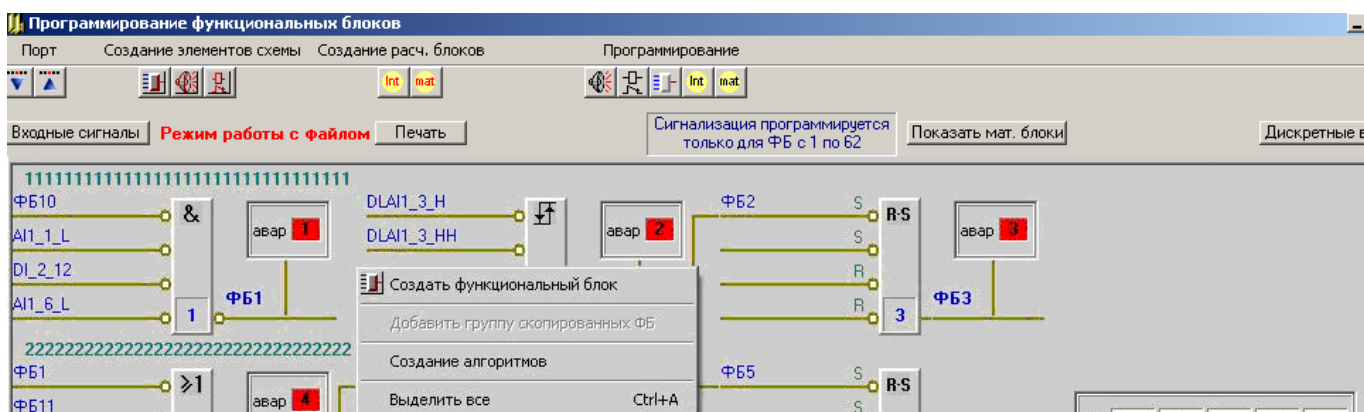 Программирование функциональных блоков
Порт Создание элементов схемы Создание расч. блоков Программирование
Int mat Int mat
Входные сигналы Режим работы с файлом Печать Сигнализация программируется только для ФБ с 1 по 62 Показать мат. блоки Дискретные в
1111111111111111111111111111111111
ФБ10 & авар 1 DLAI1_3_H авар 2 ФБ2 S R-S авар 3
AI1_1_L DLAI1_3_HH S
DI_2_12 R
AI1_6_L 1 ФБ1 R 3 ФБ3
Создать функциональный блок
Добавить группу скопированных ФБ
Создание алгоритмов
Выделить все Ctrl+A
2222222222222222222222222222222222
ФБ1 ≥1 авар 4 ФБ5 S R-S
ФБ11 S